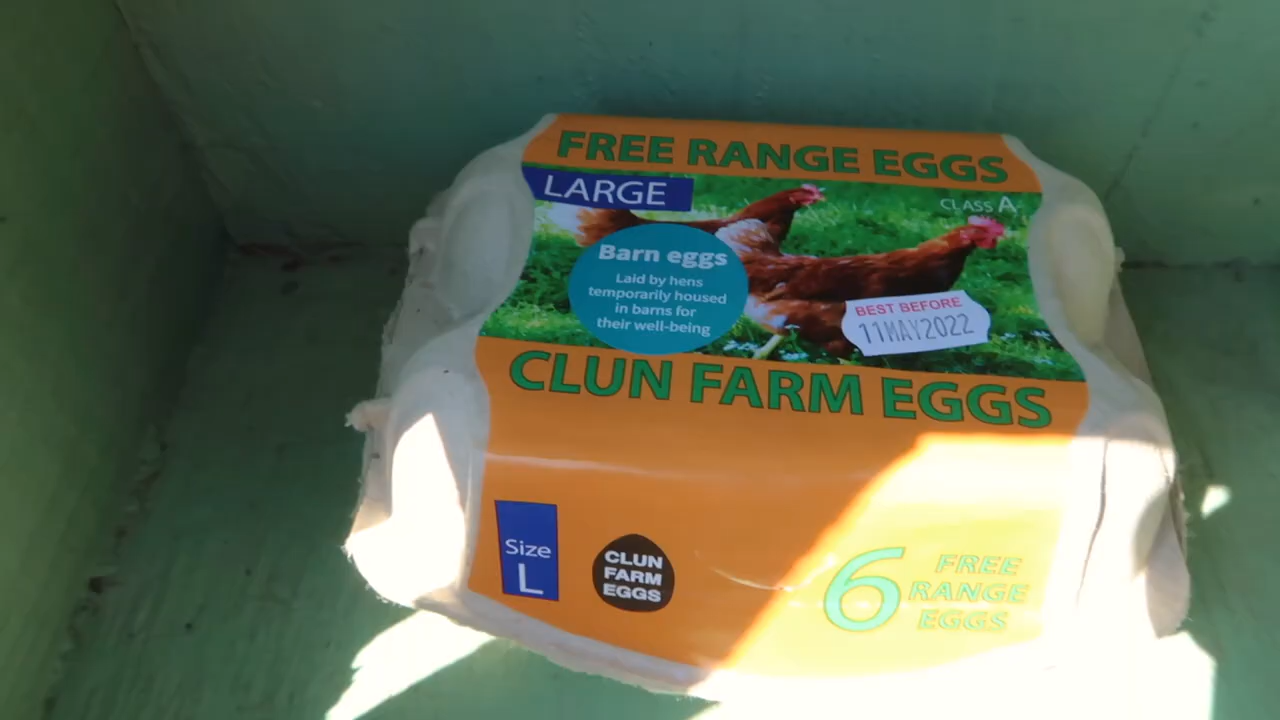 FREE RANGE EGGS
LARGE
CLASS A
Barn eggs
Laid by hens
temporarily housed
in barns for
their well-being
BEST BEFORE
11MAY2022
CLUN FARM EGGS
Size
L
CLUN
FARM
EGGS
6
FREE
RANGE
EGGS